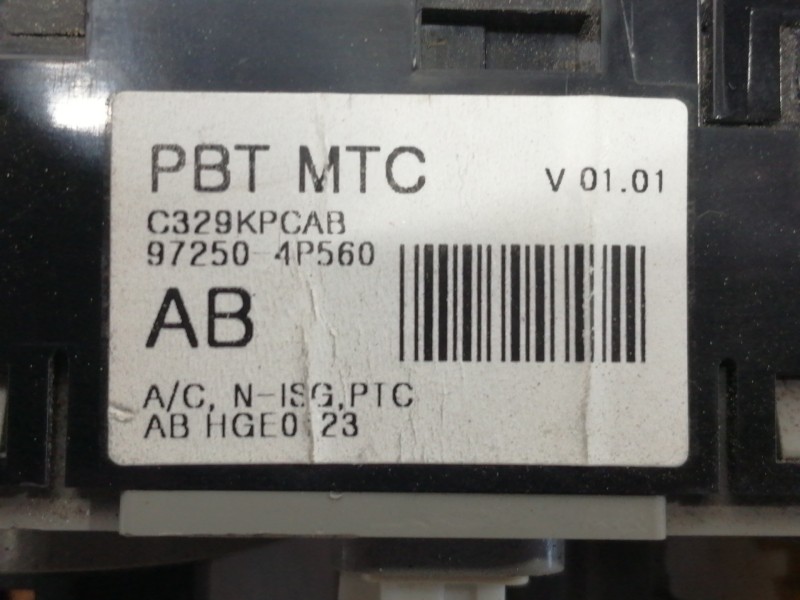 PBT MTC V 01.01
C329KPCAB
97250-4P560
AB
A/C, N-ISG,PTC
AB HGE0 23